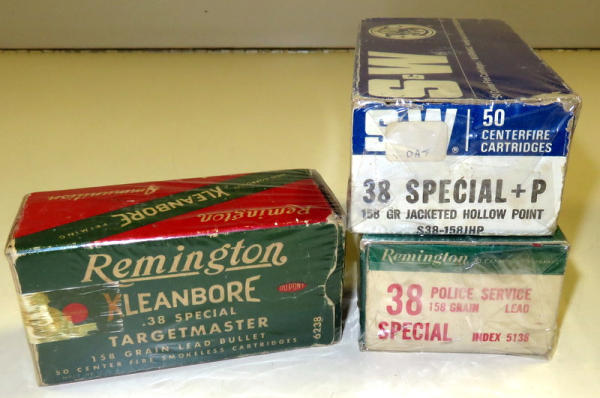 KLEANBORE
Remington
Remington
KLEANBORE
.38 SPECIAL
TARGETMASTER
158 GRAIN LEAD BULLET
50 CENTER FIRE SMOKELESS CARTRIDGES
DUPONT
6238
S&W
S&W
50
CENTERFIRE
CARTRIDGES
DAT
38 SPECIAL+P
158 GR JACKETED HOLLOW POINT
S38-158JHP
Remington
38 POLICE SERVICE
158 GRAIN LEAD
SPECIAL INDEX 5138